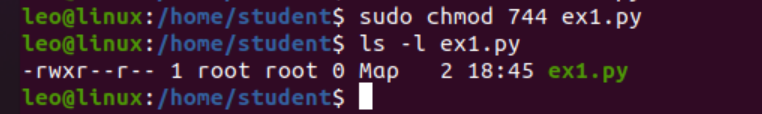 leo@linux:/home/student$ sudo chmod 744 ex1.py
leo@linux:/home/student$ ls -l ex1.py
-rwxr--r-- 1 root root 0 Μαρ   2 18:45 ex1.py
leo@linux:/home/student$